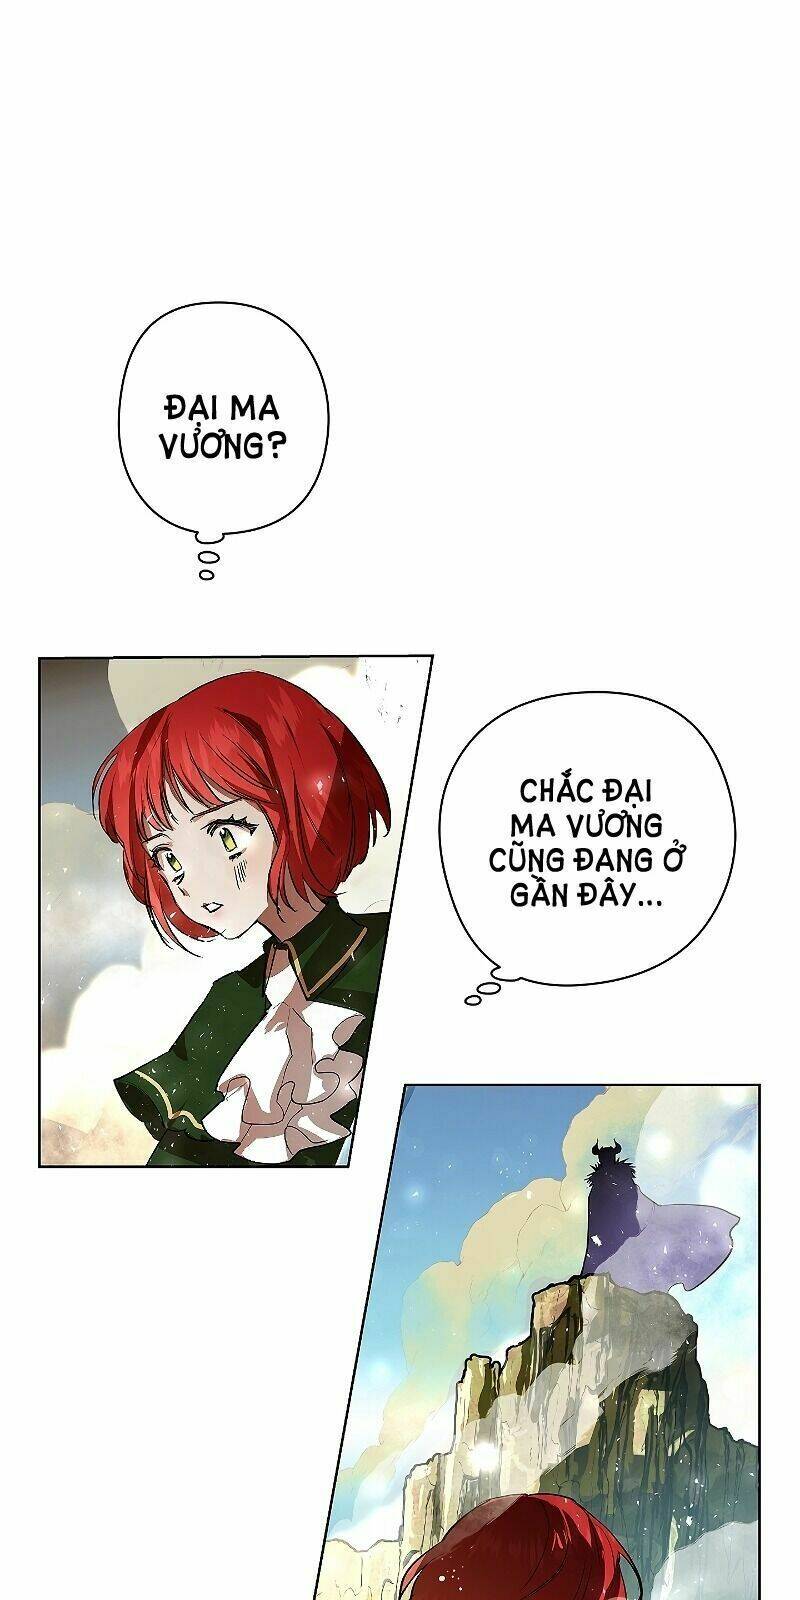 ĐẠI MA
VƯƠNG?
CHẮC ĐẠI
MA VƯƠNG
CŨNG ĐANG Ở
GẦN ĐÂY...